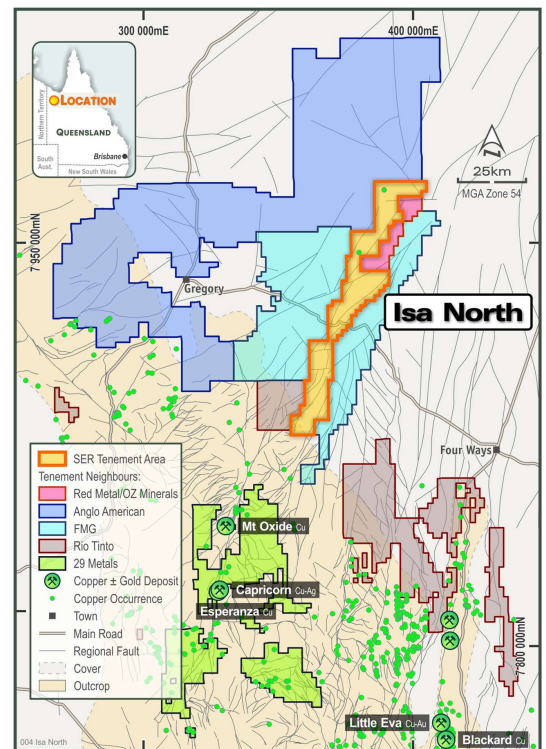 300 000mE
400 000mE
LOCATION
Northern Territory
QUEENSLAND
Brisbane
South
Aust.
New South Wales
25km
MGA Zone 54
7 950 000mN
Gregory
Isa North
Four Ways
SER Tenement Area
Tenement Neighbours:
Red Metal/OZ Minerals
Anglo American
FMG
Rio Tinto
29 Metals
Copper ± Gold Deposit
Copper Occurrence
Town
Main Road
Regional Fault
Cover
Outcrop
Mt Oxide Cu
Capricorn Cu-Ag
Esperanza Cu
7 800 000mN
Little Eva Cu-Au
Blackard Cu
004 Isa North